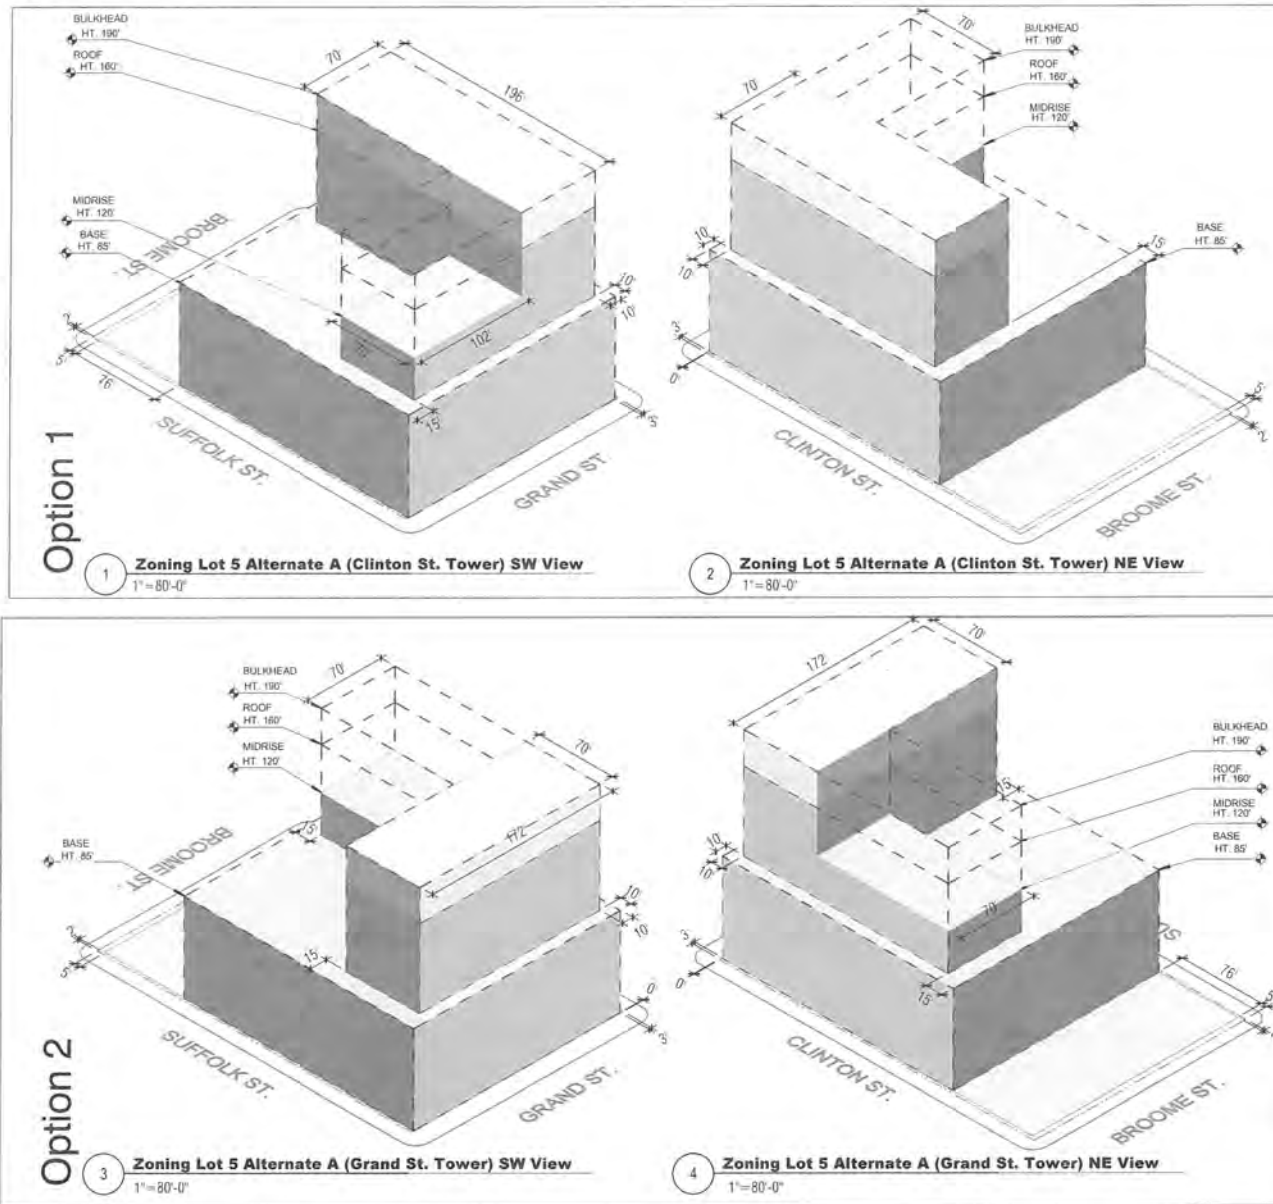 Option 1
BULKHEAD
HT. 190'
ROOF
HT. 160'
MIDRISE
HT. 120'
BASE
HT. 85'
70'
196'
102'
70'
10'
10'
15'
2'
5'
76'
5'
BROOME ST.
SUFFOLK ST.
GRAND ST
1
Zoning Lot 5 Alternate A (Clinton St. Tower) SW View
1"=80'-0"
70'
70'
BULKHEAD
HT. 190'
ROOF
HT. 160'
MIDRISE
HT. 120'
BASE
HT. 85'
15'
10'
10'
3'
0'
5'
2'
CLINTON ST.
BROOME ST.
2
Zoning Lot 5 Alternate A (Clinton St. Tower) NE View
1"=80'-0"
Option 2
BULKHEAD
HT. 190'
ROOF
HT. 160'
MIDRISE
HT. 120'
BASE
HT. 85'
70'
70'
172'
15'
15'
10'
10'
2'
5'
0'
3'
BROOME ST.
SUFFOLK ST.
GRAND ST.
3
Zoning Lot 5 Alternate A (Grand St. Tower) SW View
1"=80'-0"
172'
70'
BULKHEAD
HT. 190'
ROOF
HT. 160'
MIDRISE
HT. 120'
BASE
HT. 85'
15'
10'
10'
70'
15'
3'
0'
76'
CLINTON ST.
BROOME ST.
4
Zoning Lot 5 Alternate A (Grand St. Tower) NE View
1"=80'-0"